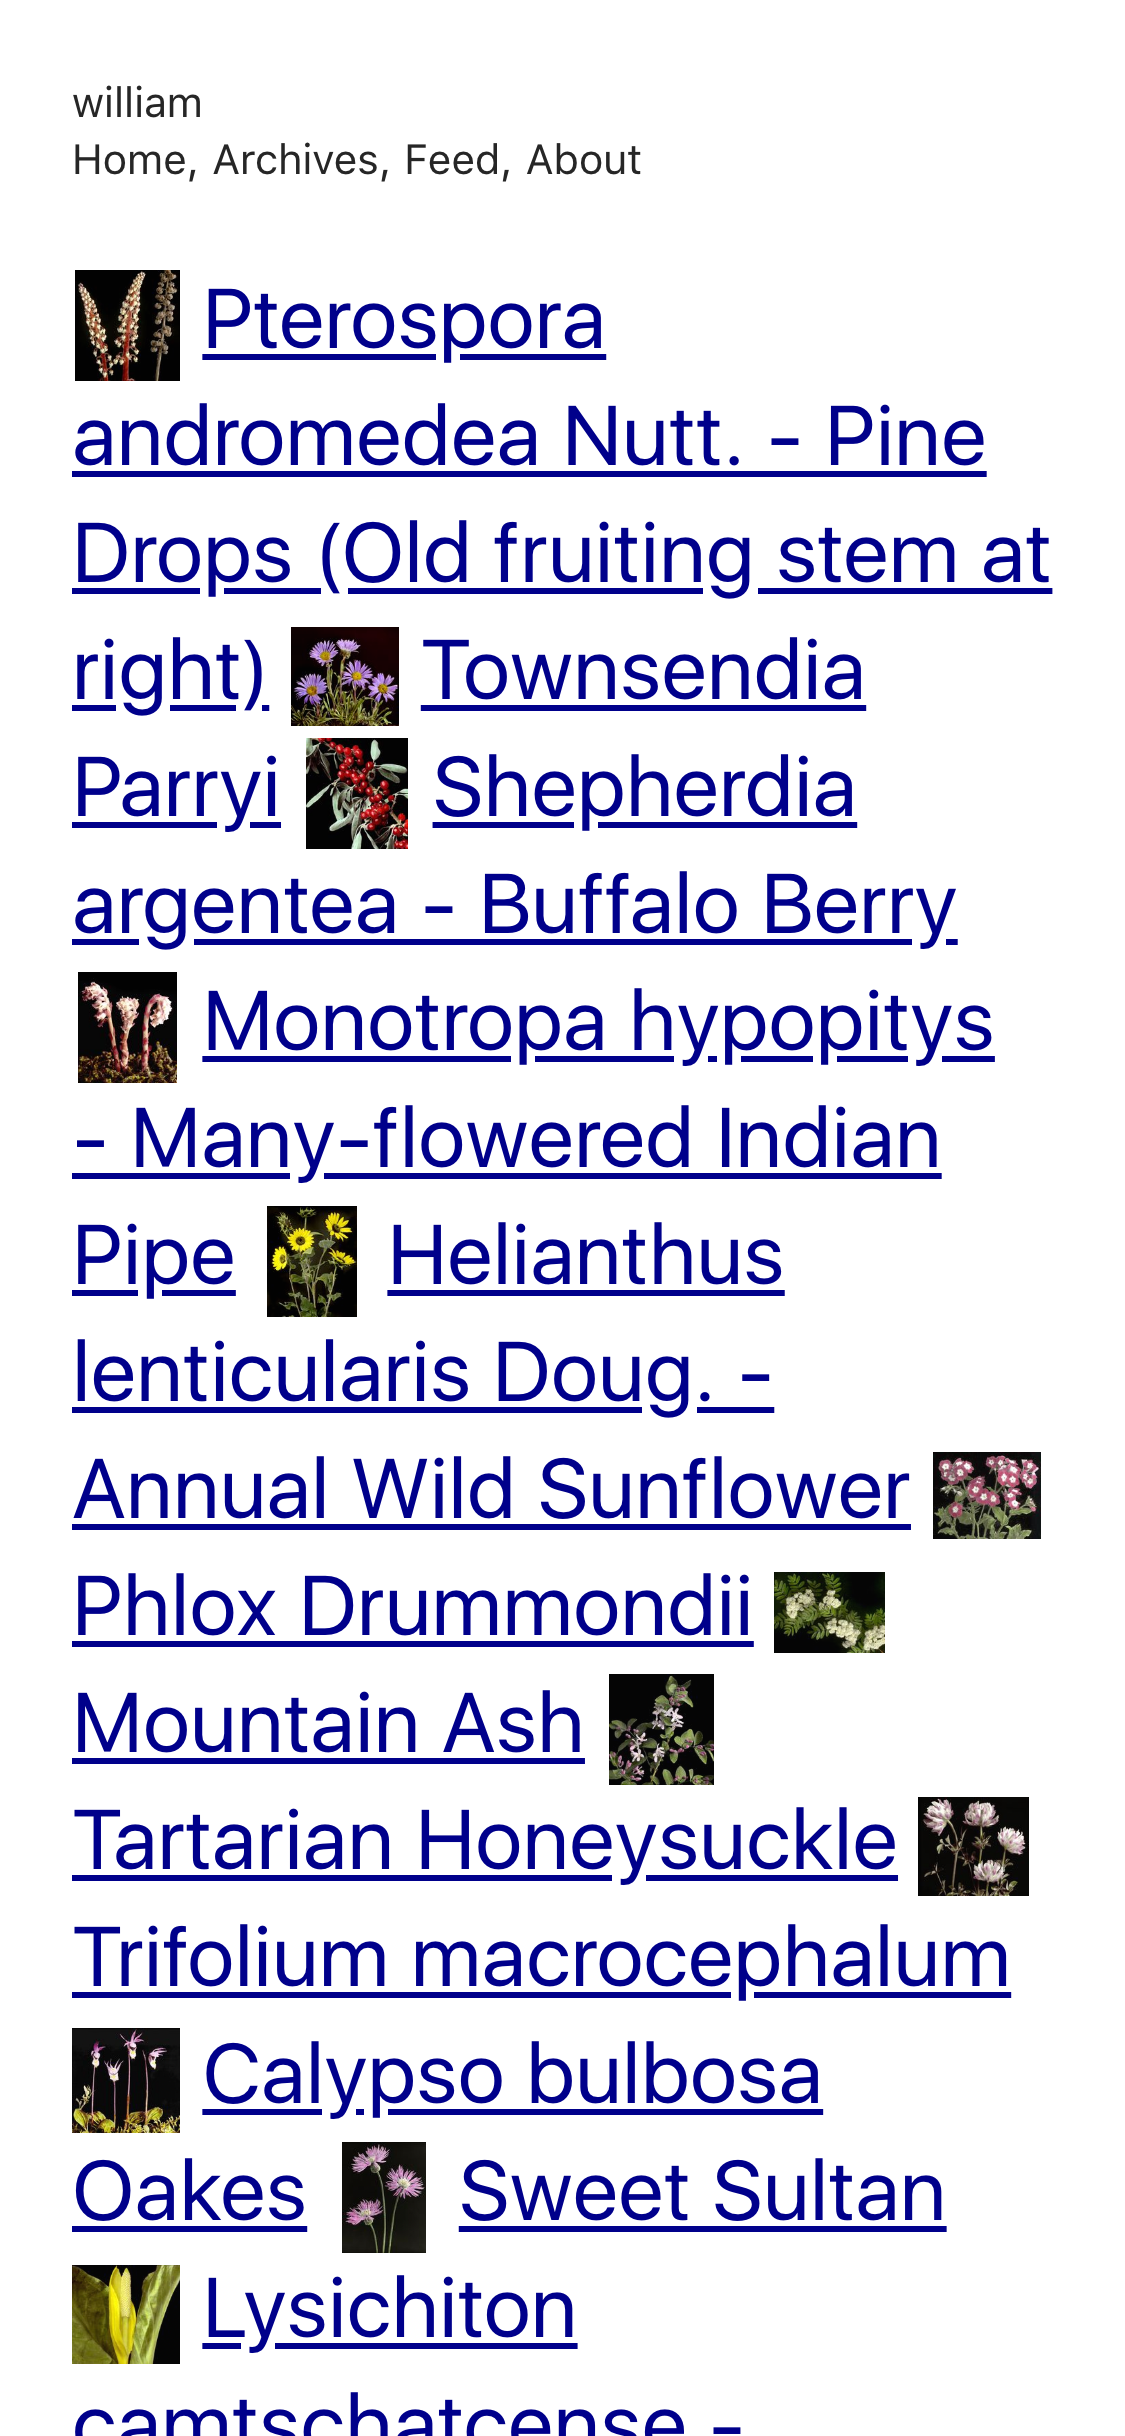 william
Home, Archives, Feed, About
Pterospora
andromedea Nutt. - Pine
Drops (Old fruiting stem at
right) Townsendia
Parryi Shepherdia
argentea - Buffalo Berry
Monotropa hypopitys
- Many-flowered Indian
Pipe Helianthus
lenticularis Doug. -
Annual Wild Sunflower
Phlox Drummondii
Mountain Ash
Tartarian Honeysuckle
Trifolium macrocephalum
Calypso bulbosa
Oakes Sweet Sultan
Lysichiton
camtschatcense -